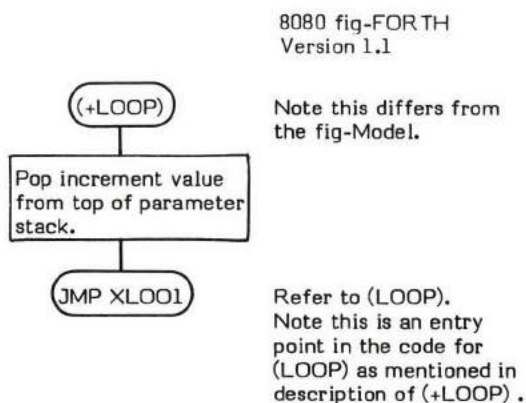 8080 fig-FORTH
Version 1.1
(+LOOP)
Note this differs from
the fig-Model.
Pop increment value
from top of parameter
stack.
JMP XLOO1
Refer to (LOOP).
Note this is an entry
point in the code for
(LOOP) as mentioned in
description of (+LOOP) .